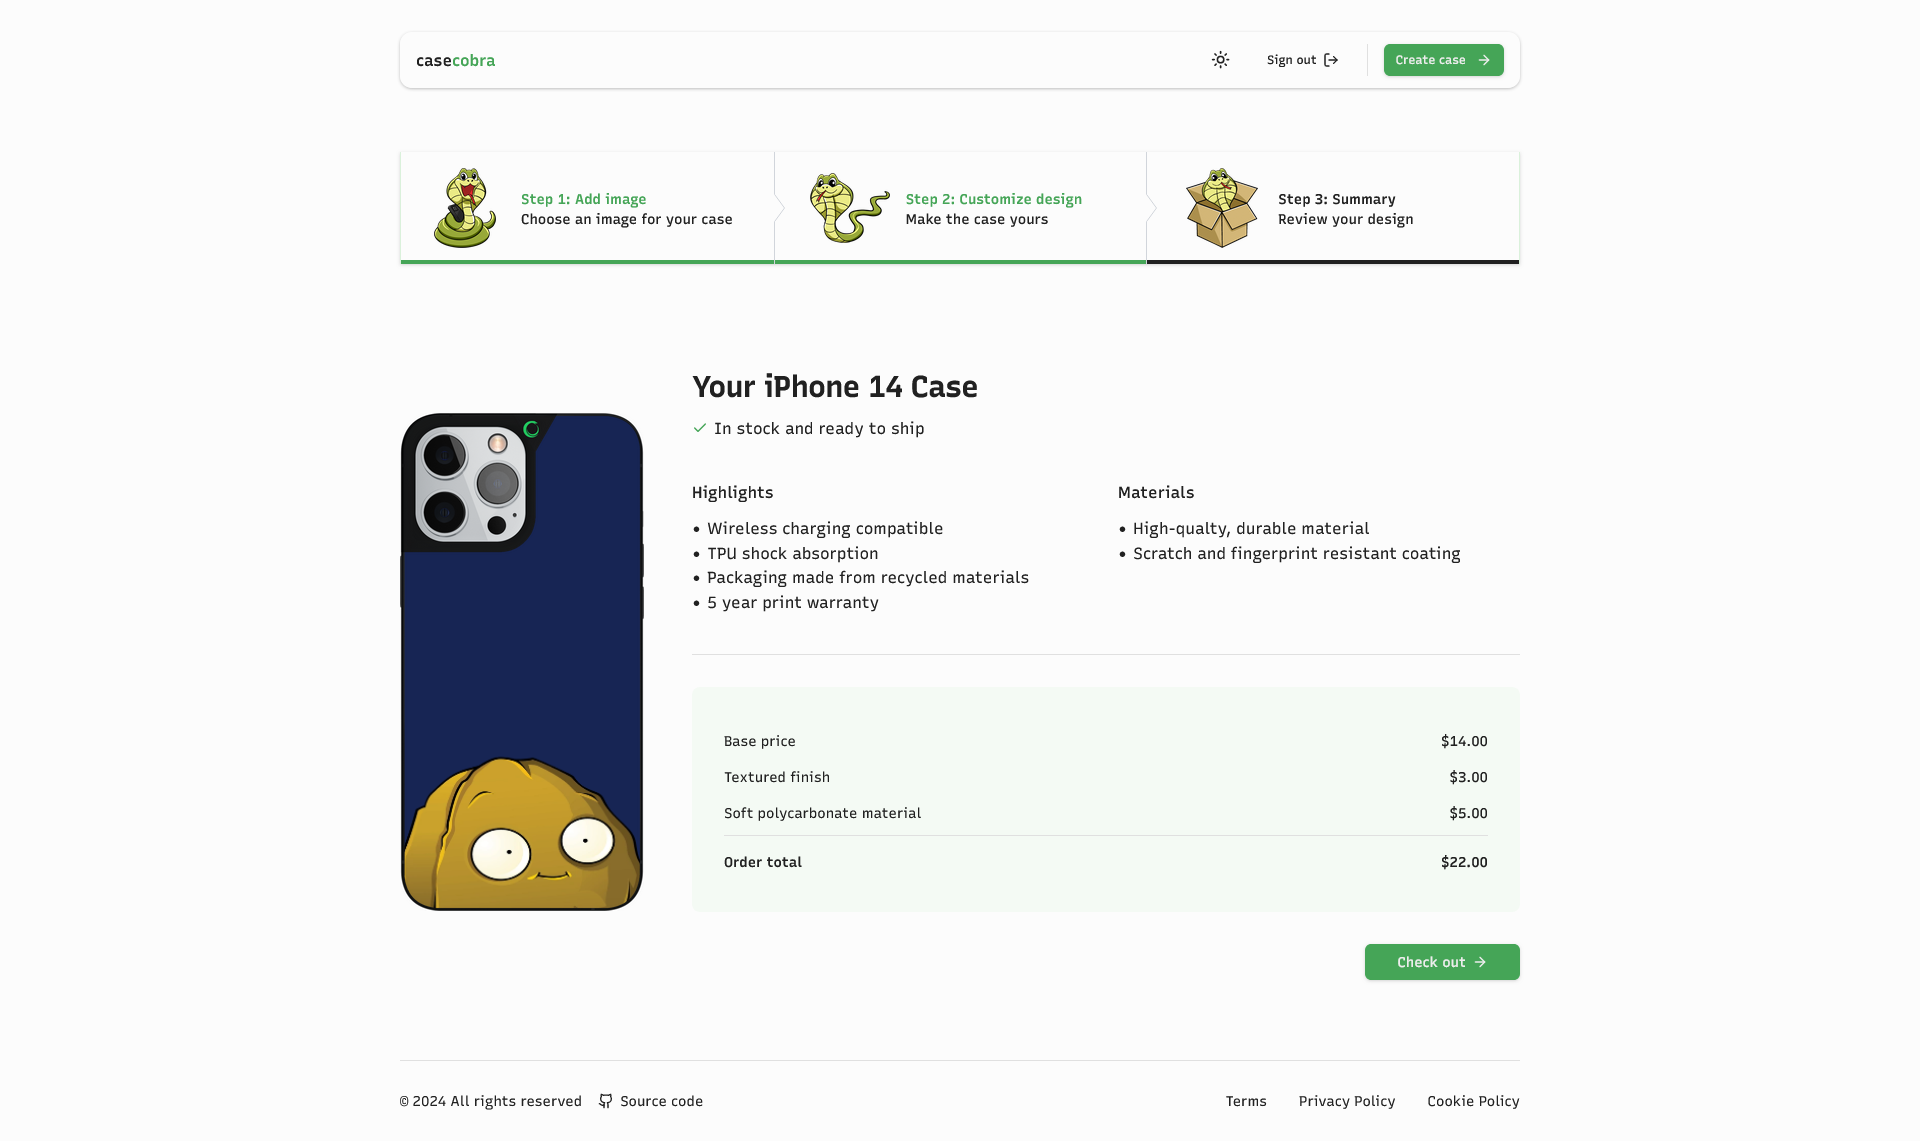 casecobra
Sign out
Create case
Step 1: Add image
Choose an image for your case
Step 2: Customize design
Make the case yours
Step 3: Summary
Review your design
Your iPhone 14 Case
In stock and ready to ship
Highlights
• Wireless charging compatible
• TPU shock absorption
• Packaging made from recycled materials
• 5 year print warranty
Materials
• High-qualty, durable material
• Scratch and fingerprint resistant coating
Base price $14.00
Textured finish $3.00
Soft polycarbonate material $5.00
Order total $22.00
Check out
© 2024 All rights reserved
Source code
Terms
Privacy Policy
Cookie Policy